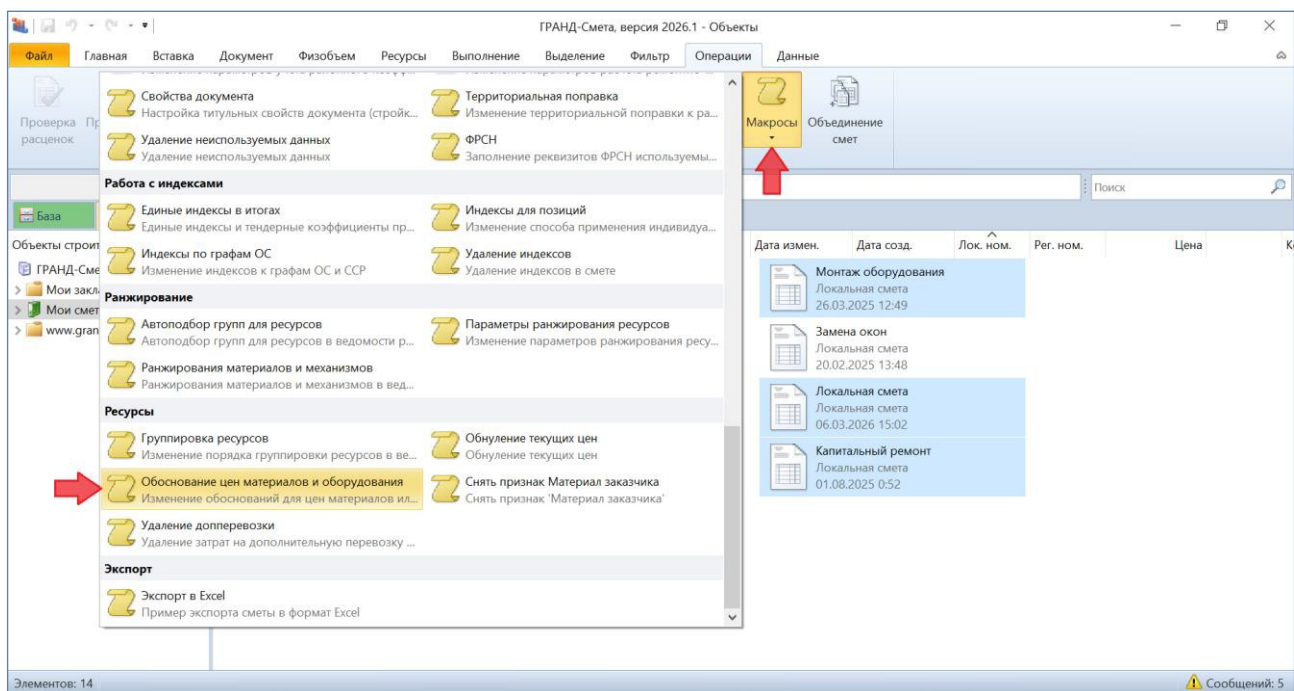 ГРАНД-Смета, версия 2026.1 - Объекты
Файл Главная Вставка Документ Физобъем Ресурсы Выполнение Выделение Фильтр Операции Данные
Проверка расценок
Макросы
Объединение смет
Поиск
База
Объекты строит
ГРАНД-Сме
Мои закл
Мои смет
www.gran
Свойства документа
Настройка титульных свойств документа (стройк...
Территориальная поправка
Изменение территориальной поправки к ра...
Удаление неиспользуемых данных
Удаление неиспользуемых данных
ФРСН
Заполнение реквизитов ФРСН используемы...
Работа с индексами
Единые индексы в итогах
Единые индексы и тендерные коэффициенты пр...
Индексы для позиций
Изменение способа применения индивидуа...
Индексы по графам ОС
Изменение индексов к графам ОС и ССР
Удаление индексов
Удаление индексов в смете
Ранжирование
Автоподбор групп для ресурсов
Автоподбор групп для ресурсов в ведомости р...
Параметры ранжирования ресурсов
Изменение параметров ранжирования ресу...
Ранжирования материалов и механизмов
Ранжирования материалов и механизмов в вед...
Ресурсы
Группировка ресурсов
Изменение порядка группировки ресурсов в ве...
Обнуление текущих цен
Обнуление текущих цен
Обоснование цен материалов и оборудования
Изменение обоснований для цен материалов ил...
Снять признак Материал заказчика
Снять признак 'Материал заказчика'
Удаление допперевозки
Удаление затрат на дополнительную перевозку ...
Экспорт
Экспорт в Excel
Пример экспорта сметы в формат Excel
Дата измен. Дата созд. Лок. ном. Рег. ном. Цена
Монтаж оборудования
Локальная смета
26.03.2025 12:49
Замена окон
Локальная смета
20.02.2025 13:48
Локальная смета
Локальная смета
06.03.2026 15:02
Капитальный ремонт
Локальная смета
01.08.2025 0:52
Элементов: 14
Сообщений: 5